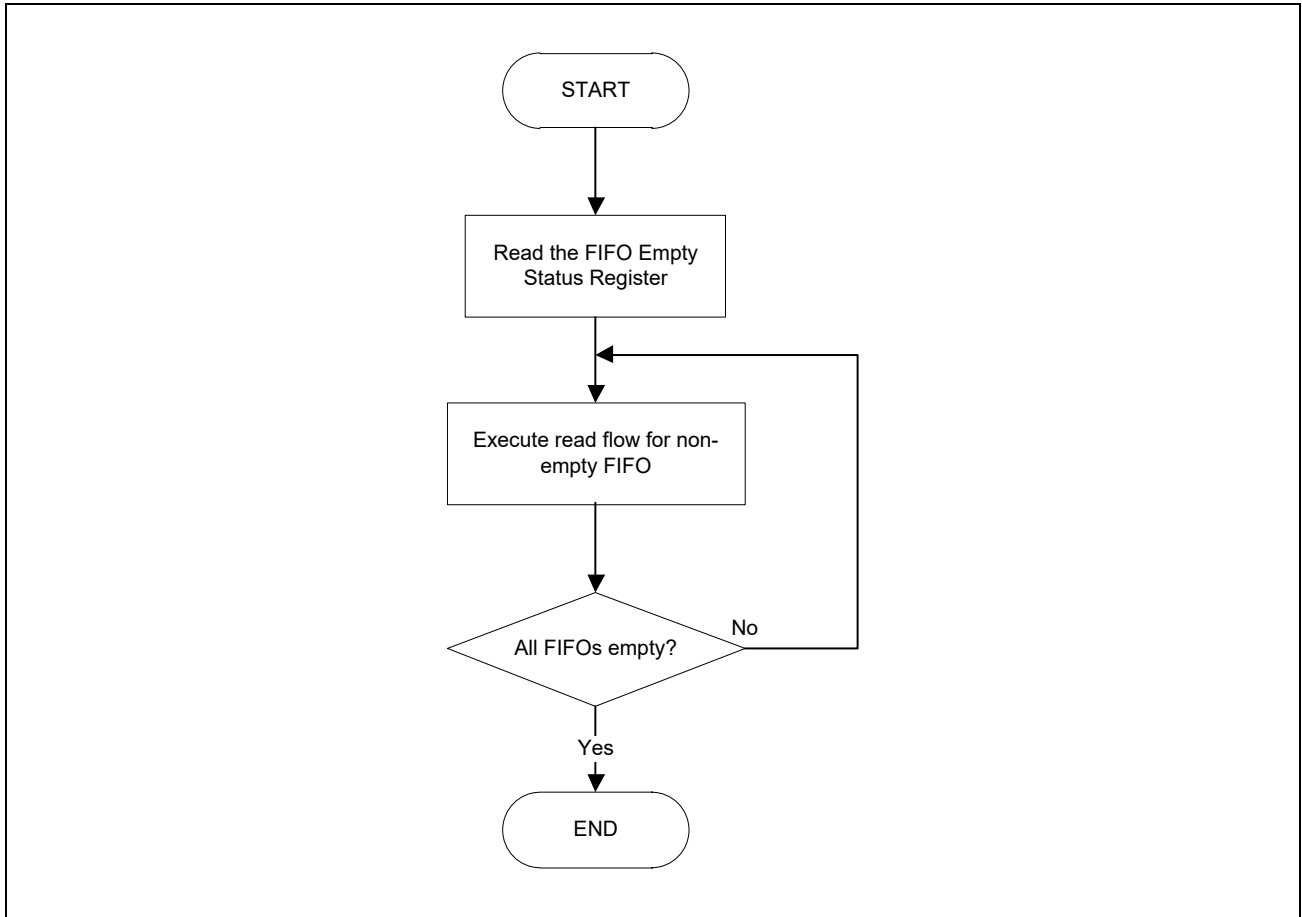 START
Read the FIFO Empty
Status Register
Execute read flow for non-
empty FIFO
No
All FIFOs empty?
Yes
END